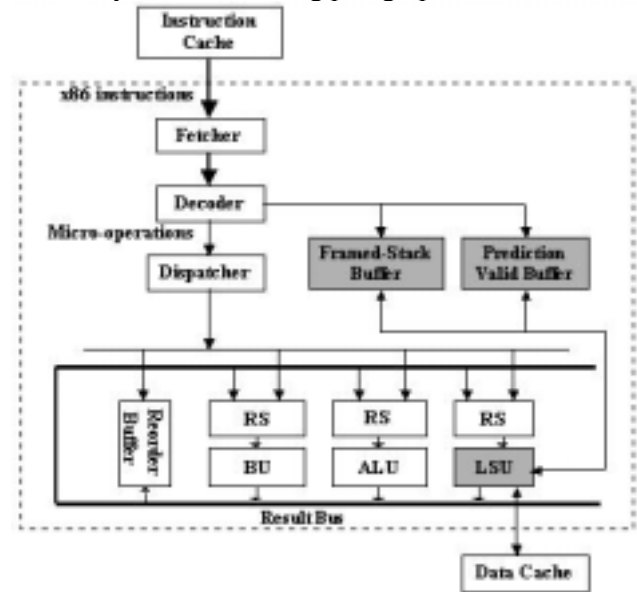 Instruction
Cache
x86 instructions
Fetcher
Decoder
Micro-operations
Dispatcher
Framed-Stack
Buffer
Prediction
Valid Buffer
Reorder
Buffer
RS
RS
RS
BU
ALU
LSU
Result Bus
Data Cache